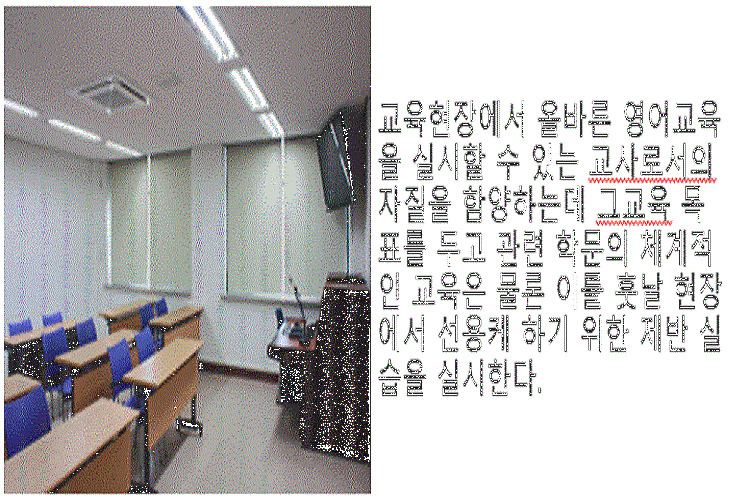 교육현장에서 올바른 영어교육
을 실시할 수 있는 교사로서의
자질을 함양하는데 그교육 목
표를 두고 관련 학문의 체계적
인 교육은 물론 이를 훗날 현장
에서 선용케 하기 위한 제반 실
습을 실시한다.